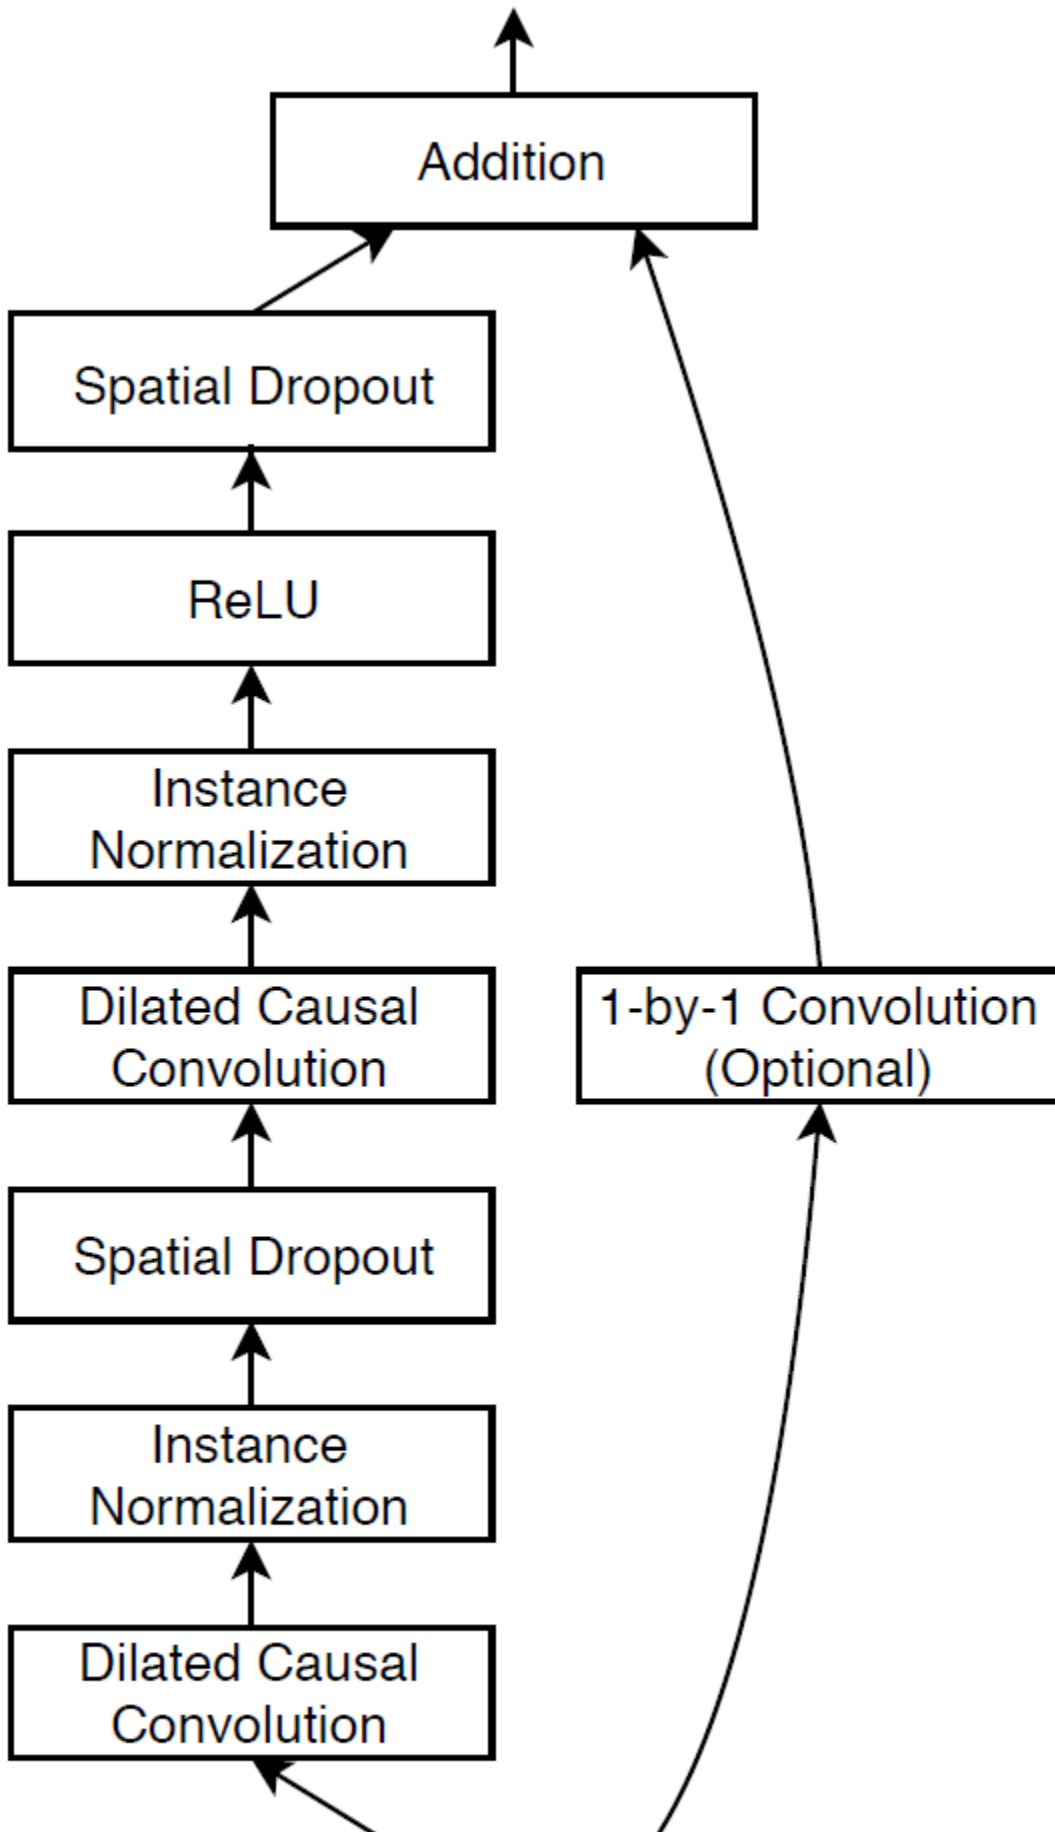 Addition
Spatial Dropout
ReLU
Instance
Normalization
Dilated Causal
Convolution
1-by-1 Convolution
(Optional)
Spatial Dropout
Instance
Normalization
Dilated Causal
Convolution